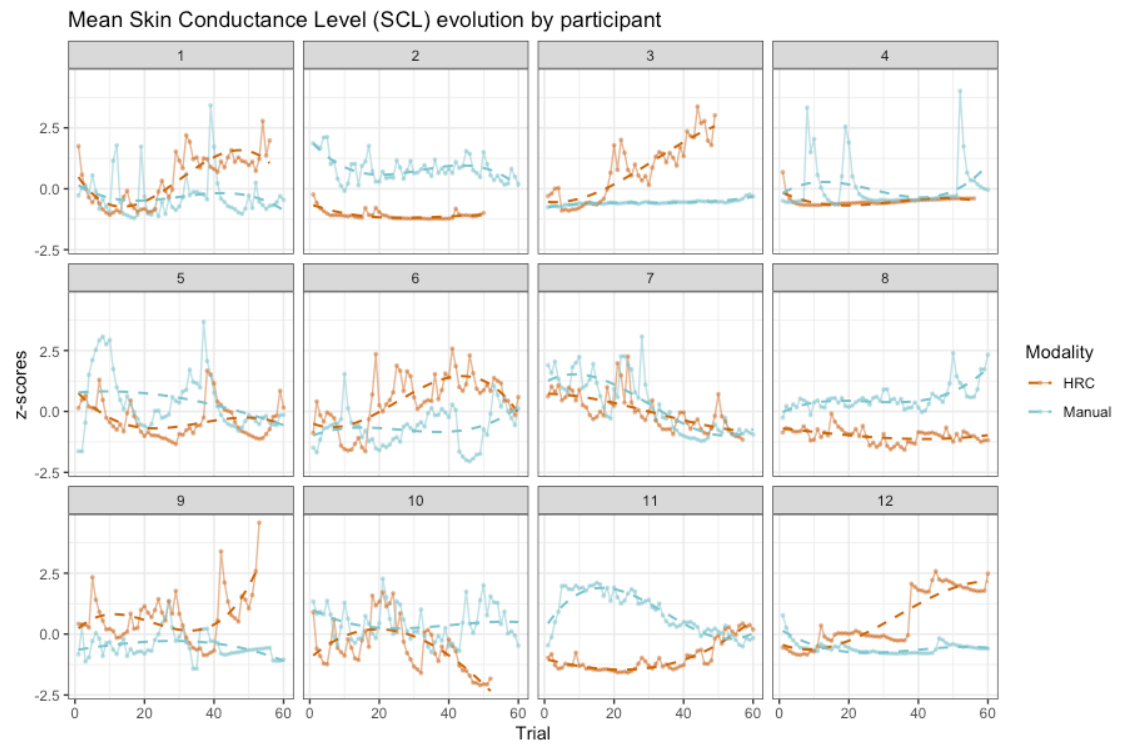 Mean Skin Conductance Level (SCL) evolution by participant
1 2 3 4
2.5
0.0
-2.5
5 6 7 8
2.5
0.0
-2.5
z-scores
Modality
HRC
Manual
9 10 11 12
2.5
0.0
-2.5
0 20 40 60 0 20 40 60 0 20 40 60 0 20 40 60
Trial